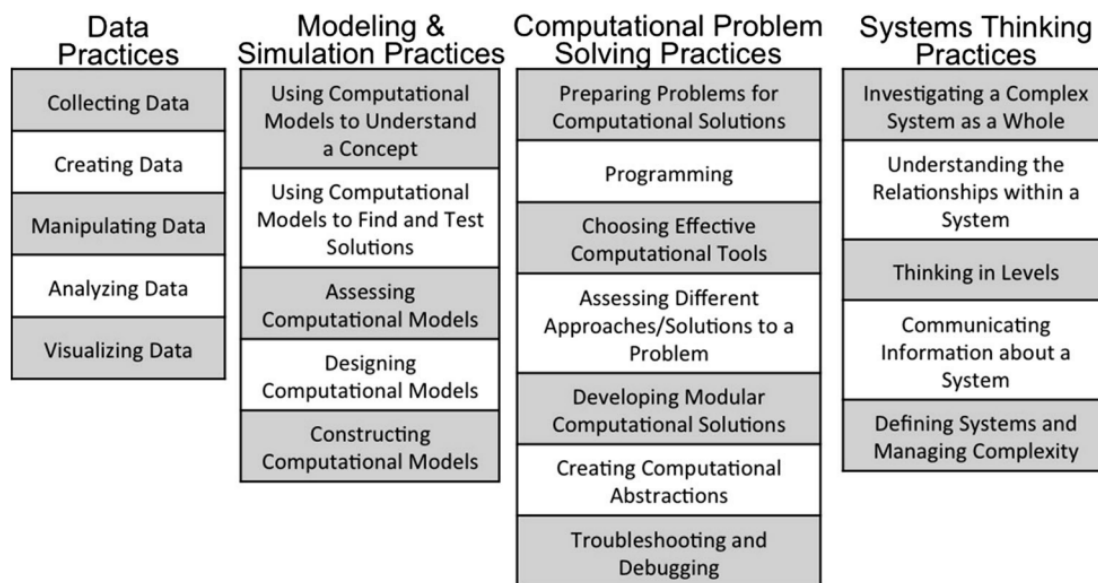 Data
Practices
Collecting Data
Creating Data
Manipulating Data
Analyzing Data
Visualizing Data
Modeling &
Simulation Practices
Using Computational
Models to Understand
a Concept
Using Computational
Models to Find and Test
Solutions
Assessing
Computational Models
Designing
Computational Models
Constructing
Computational Models
Computational Problem
Solving Practices
Preparing Problems for
Computational Solutions
Programming
Choosing Effective
Computational Tools
Assessing Different
Approaches/Solutions to a
Problem
Developing Modular
Computational Solutions
Creating Computational
Abstractions
Troubleshooting and
Debugging
Systems Thinking
Practices
Investigating a Complex
System as a Whole
Understanding the
Relationships within a
System
Thinking in Levels
Communicating
Information about a
System
Defining Systems and
Managing Complexity